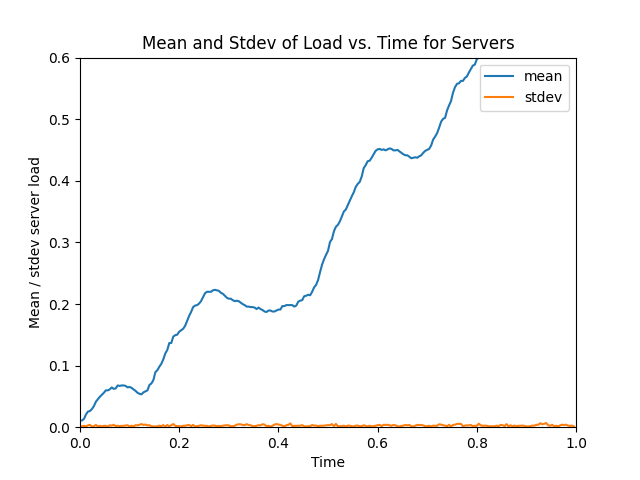 Mean and Stdev of Load vs. Time for Servers
mean
stdev
Mean / stdev server load
0.6
0.5
0.4
0.3
0.2
0.1
0.0
0.0 0.2 0.4 0.6 0.8 1.0
Time